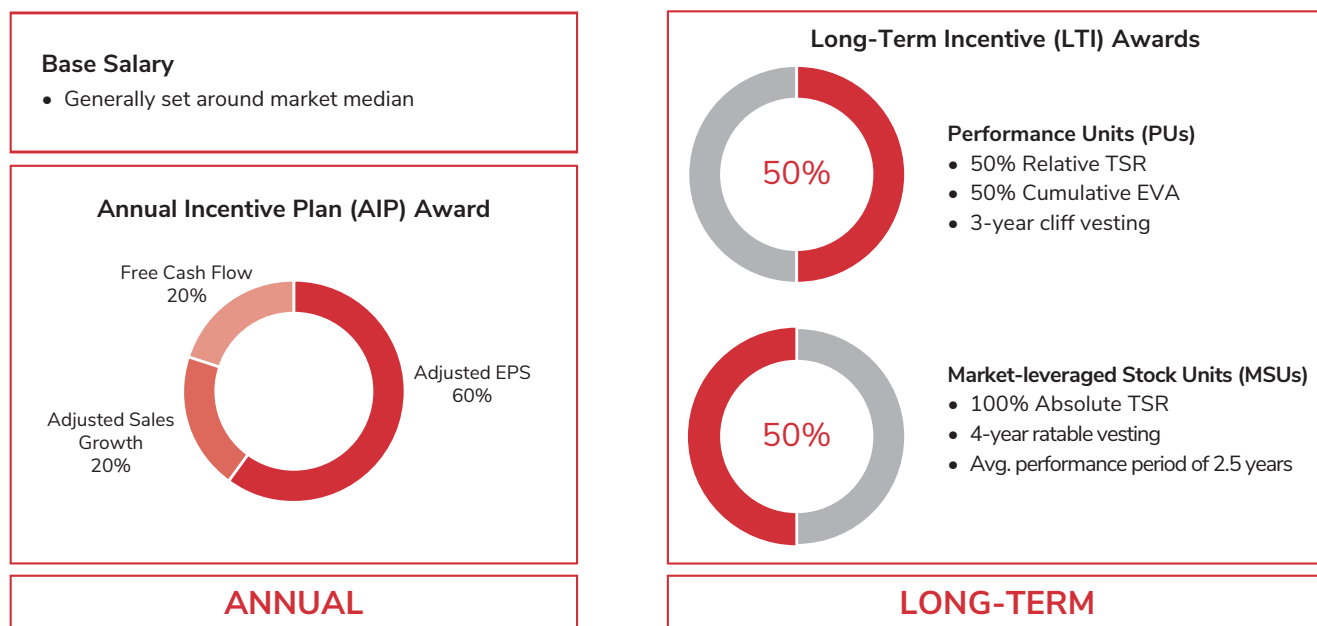 Base Salary
• Generally set around market median
Annual Incentive Plan (AIP) Award
Free Cash Flow
20%
Adjusted EPS
60%
Adjusted Sales
Growth
20%
ANNUAL
Long-Term Incentive (LTI) Awards
50%
Performance Units (PUs)
• 50% Relative TSR
• 50% Cumulative EVA
• 3-year cliff vesting
50%
Market-leveraged Stock Units (MSUs)
• 100% Absolute TSR
• 4-year ratable vesting
• Avg. performance period of 2.5 years
LONG-TERM